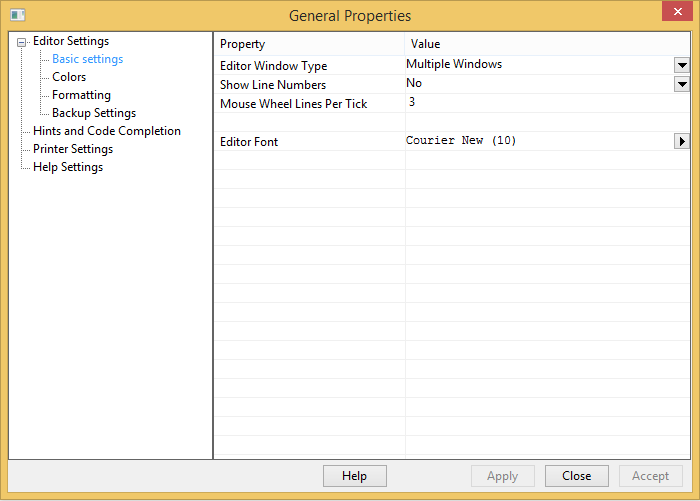 General Properties
Editor Settings
Basic settings
Colors
Formatting
Backup Settings
Hints and Code Completion
Printer Settings
Help Settings
Property Value
Editor Window Type Multiple Windows
Show Line Numbers No
Mouse Wheel Lines Per Tick 3
Editor Font Courier New (10)
Help Apply Close Accept